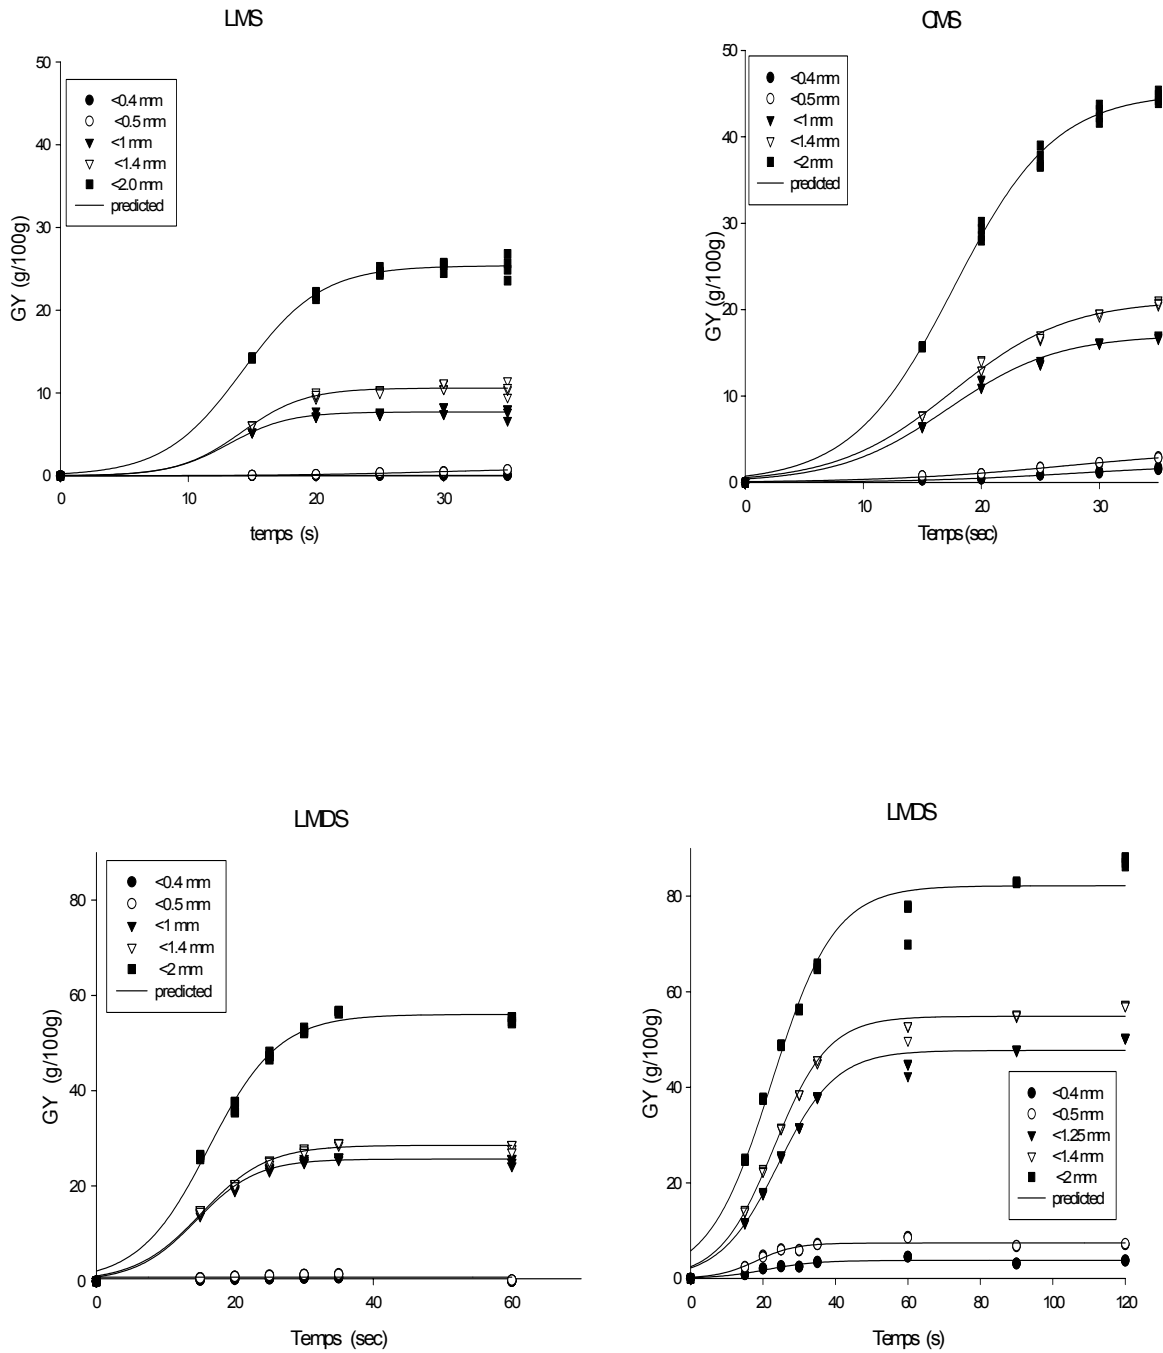 LMS
50
40
30
20
10
0
GY (g/100g)
<0.4 mm
<0.5 mm
<1 mm
<1.4 mm
<2.0 mm
predicted
0 10 20 30
temps (s)
CMS
50
40
30
20
10
0
GY (g/100g)
<0.4 mm
<0.5 mm
<1 mm
<1.4 mm
<2 mm
predicted
0 10 20 30
Temps (sec)
LMDS
80
60
40
20
0
GY (g/100g)
<0.4 mm
<0.5 mm
<1 mm
<1.4 mm
<2 mm
predicted
0 20 40 60
Temps (sec)
LMDS
80
60
40
20
0
GY (g/100g)
<0.4 mm
<0.5 mm
<1.25 mm
<1.4 mm
<2 mm
predicted
0 20 40 60 80 100 120
Temps (s)